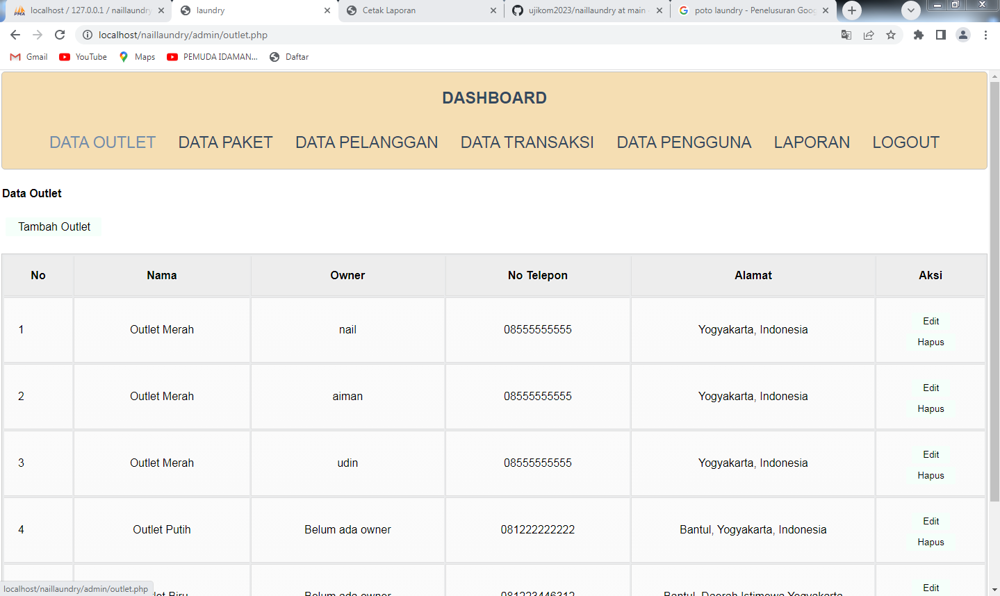 localhost / 127.0.0.1 / naillaundry
laundry
Cetak Laporan
ujikom2023/naillaundry at main
poto laundry - Penelusuran Goog
localhost/naillaundry/admin/outlet.php
Gmail
YouTube
Maps
PEMUDA IDAMAN...
Daftar
DASHBOARD
DATA OUTLET DATA PAKET DATA PELANGGAN DATA TRANSAKSI DATA PENGGUNA LAPORAN LOGOUT
Data Outlet
Tambah Outlet
No Nama Owner No Telepon Alamat Aksi
1 Outlet Merah nail 08555555555 Yogyakarta, Indonesia Edit
Hapus
2 Outlet Merah aiman 08555555555 Yogyakarta, Indonesia Edit
Hapus
3 Outlet Merah udin 08555555555 Yogyakarta, Indonesia Edit
Hapus
4 Outlet Putih Belum ada owner 081222222222 Bantul, Yogyakarta, Indonesia Edit
Hapus
Biru Belum ada owner 081223446312 Bantul, Daerah Istimewa Yogyakarta Edit
localhost/naillaundry/admin/outlet.php